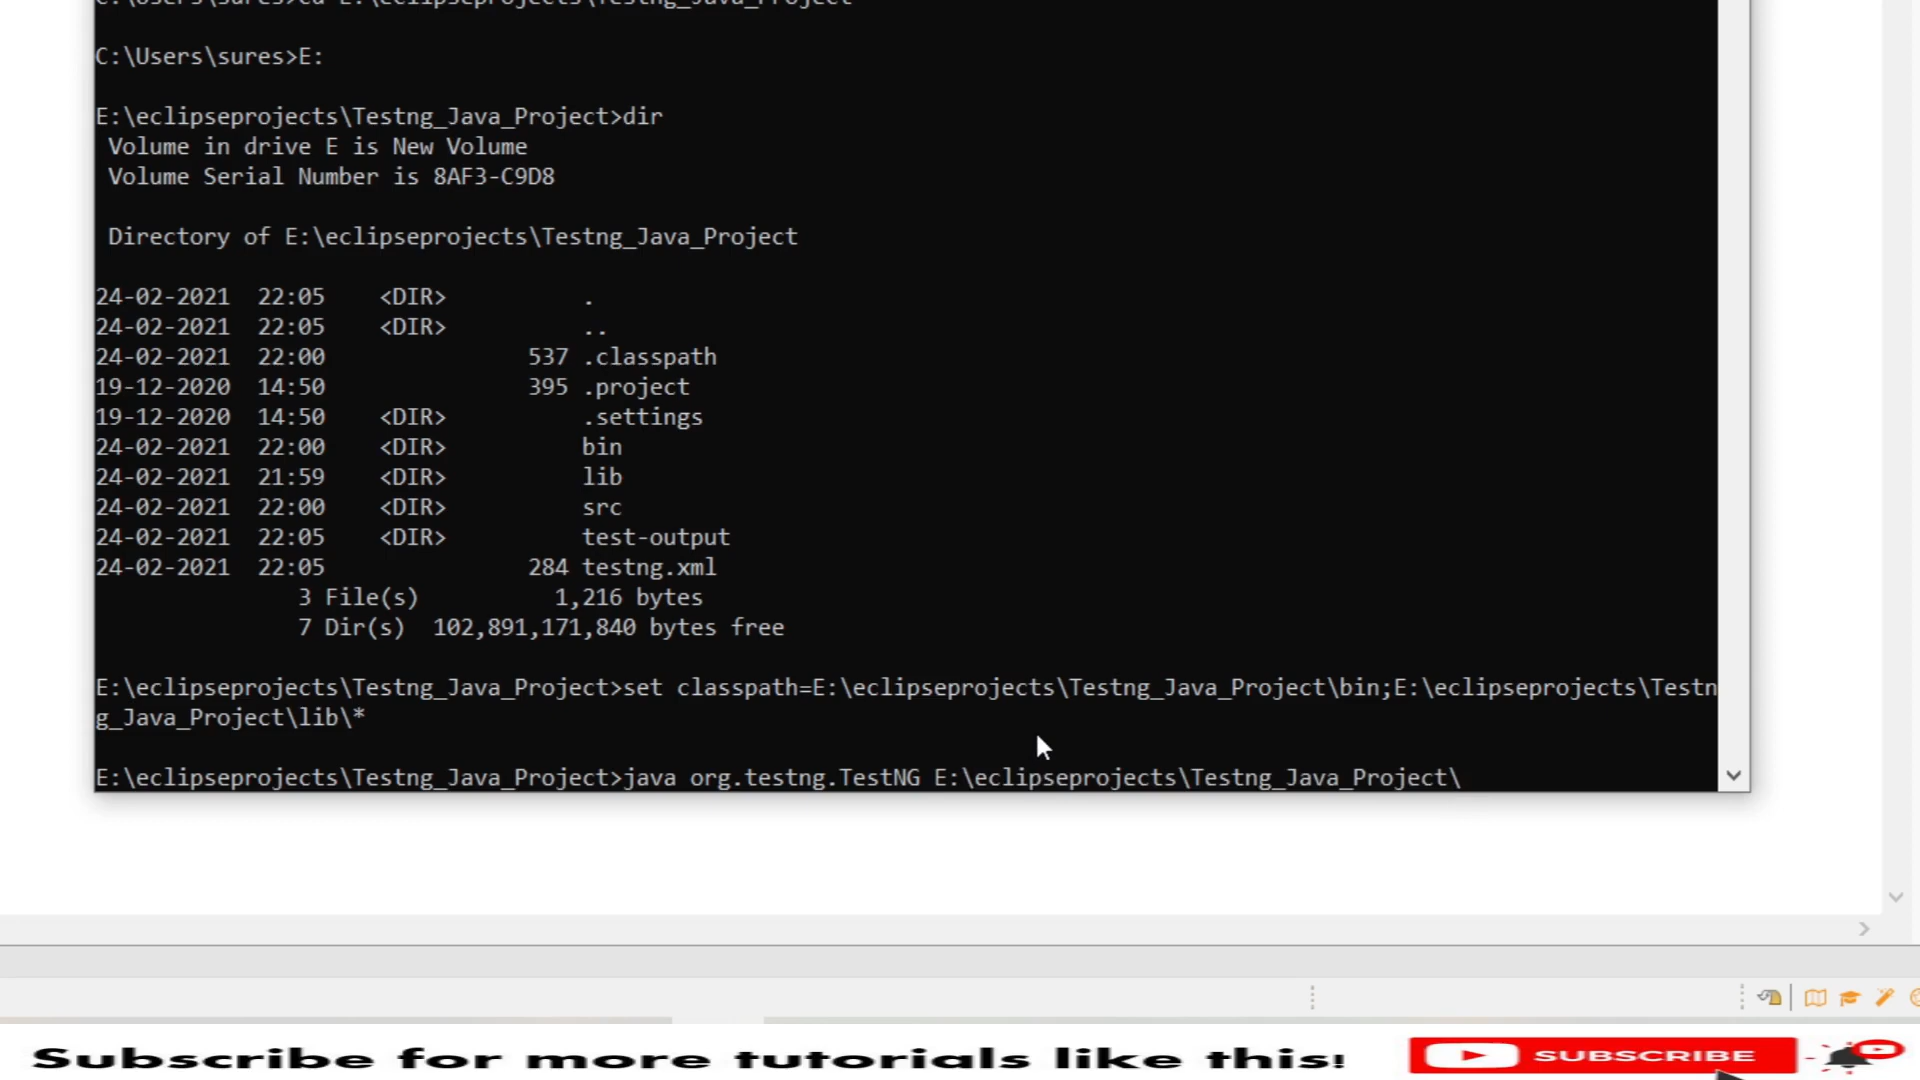 C:\Users\sures>cd E:\eclipseprojects\Testng_Java_Project
C:\Users\sures>E:
E:\eclipseprojects\Testng_Java_Project>dir
Volume in drive E is New Volume
Volume Serial Number is 8AF3-C9D8
Directory of E:\eclipseprojects\Testng_Java_Project
24-02-2021 22:05 <DIR> .
24-02-2021 22:05 <DIR> ..
24-02-2021 22:00 537 .classpath
19-12-2020 14:50 395 .project
19-12-2020 14:50 <DIR> .settings
24-02-2021 22:00 <DIR> bin
24-02-2021 21:59 <DIR> lib
24-02-2021 22:00 <DIR> src
24-02-2021 22:05 <DIR> test-output
24-02-2021 22:05 284 testng.xml
3 File(s) 1,216 bytes
7 Dir(s) 102,891,171,840 bytes free
E:\eclipseprojects\Testng_Java_Project>set classpath=E:\eclipseprojects\Testng_Java_Project\bin;E:\eclipseprojects\Testn
g_Java_Project\lib\*
E:\eclipseprojects\Testng_Java_Project>java org.testng.TestNG E:\eclipseprojects\Testng_Java_Project\
Subscribe for more tutorials like this!
SUBSCRIBE